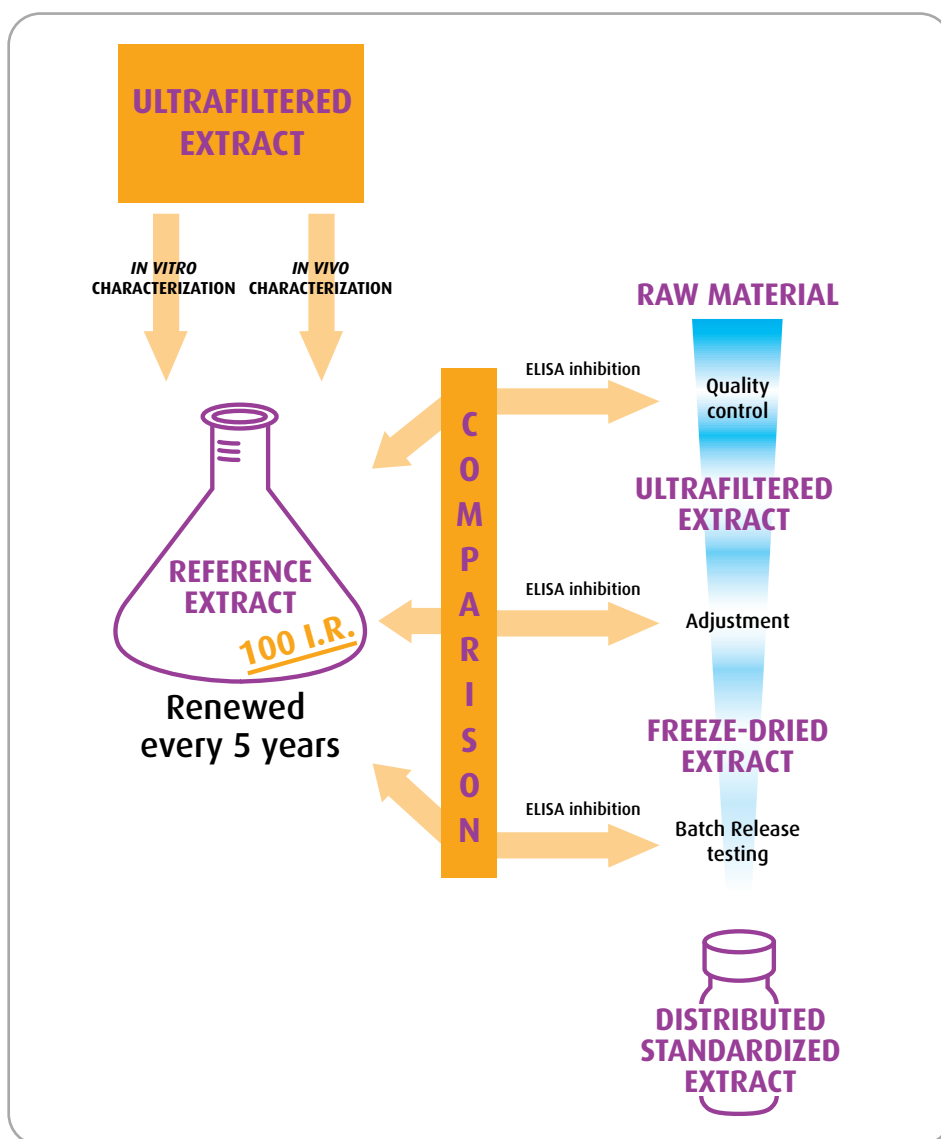 ULTRAFILTERED
EXTRACT
IN VITRO
CHARACTERIZATION
IN VIVO
CHARACTERIZATION
REFERENCE
EXTRACT
100 I.R.
Renewed
every 5 years
COMPARISON
ELISA inhibition
ELISA inhibition
ELISA inhibition
RAW MATERIAL
Quality
control
ULTRAFILTERED
EXTRACT
Adjustment
FREEZE-DRIED
EXTRACT
Batch Release
testing
DISTRIBUTED
STANDARDIZED
EXTRACT